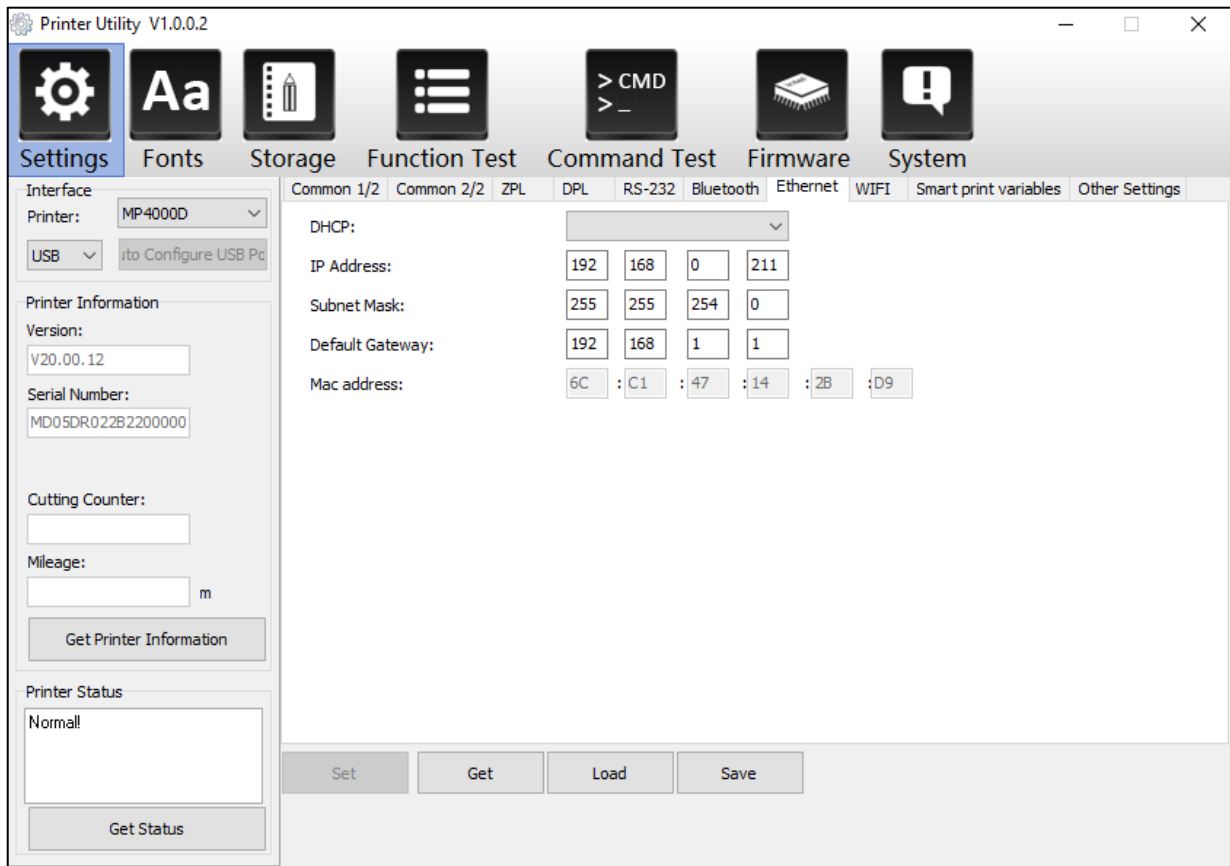 Printer Utility V1.0.0.2
Aa
> CMD
> _
Settings Fonts Storage Function Test Command Test Firmware System
Interface
Printer: MP4000D
USB ito Configure USB Po
Printer Information
Version:
V20.00.12
Serial Number:
MD05DR022B2200000
Cutting Counter:
Mileage:
m
Get Printer Information
Printer Status
Normal!
Get Status
Common 1/2 Common 2/2 ZPL DPL RS-232 Bluetooth Ethernet WIFI Smart print variables Other Settings
DHCP:
IP Address: 192 168 0 211
Subnet Mask: 255 255 254 0
Default Gateway: 192 168 1 1
Mac address: 6C : C1 : 47 : 14 : 2B : D9
Set Get Load Save